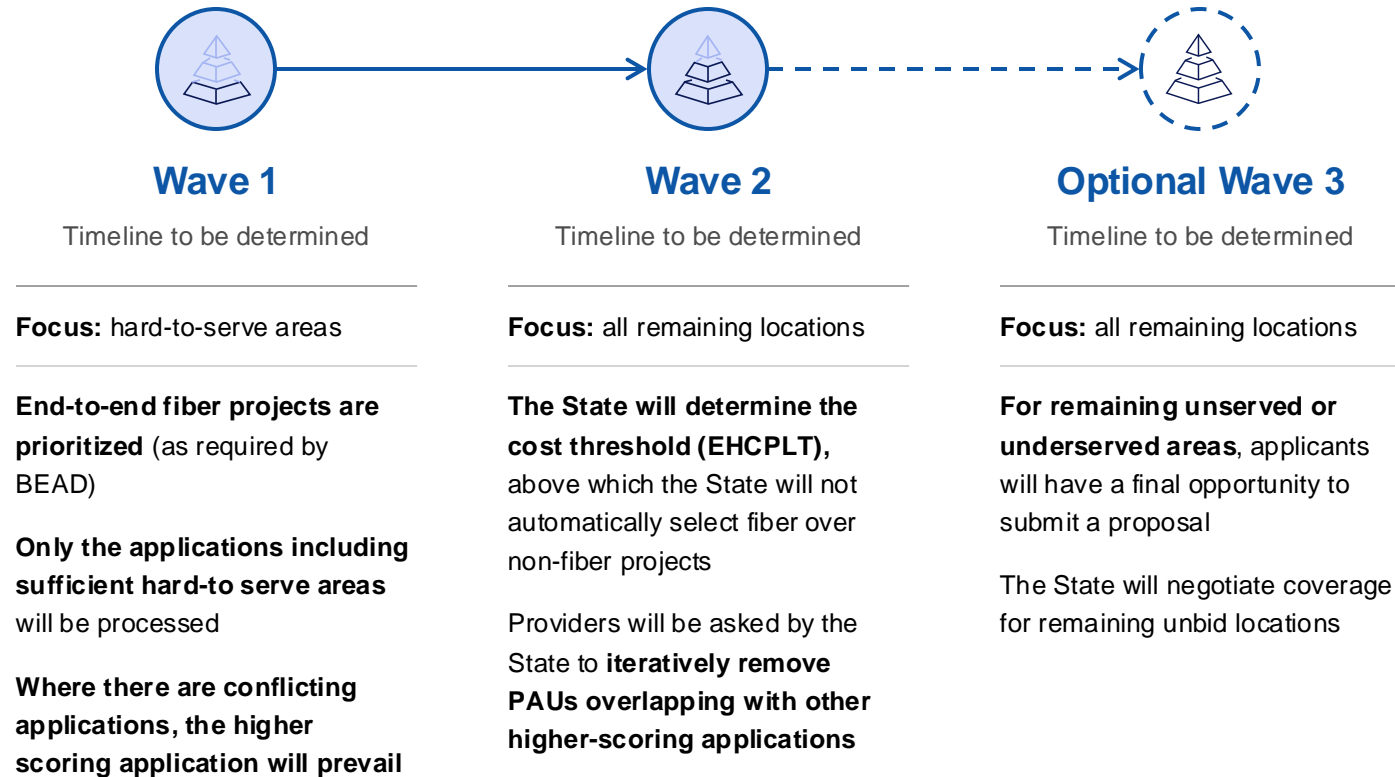 Wave 1
Timeline to be determined
Focus: hard-to-serve areas
End-to-end fiber projects are
prioritized (as required by
BEAD)
Only the applications including
sufficient hard-to serve areas
will be processed
Where there are conflicting
applications, the higher
scoring application will prevail
Wave 2
Timeline to be determined
Focus: all remaining locations
The State will determine the
cost threshold (EHCPLT),
above which the State will not
automatically select fiber over
non-fiber projects
Providers will be asked by the
State to iteratively remove
PAUs overlapping with other
higher-scoring applications
Optional Wave 3
Timeline to be determined
Focus: all remaining locations
For remaining unserved or
underserved areas, applicants
will have a final opportunity to
submit a proposal
The State will negotiate coverage
for remaining unbid locations